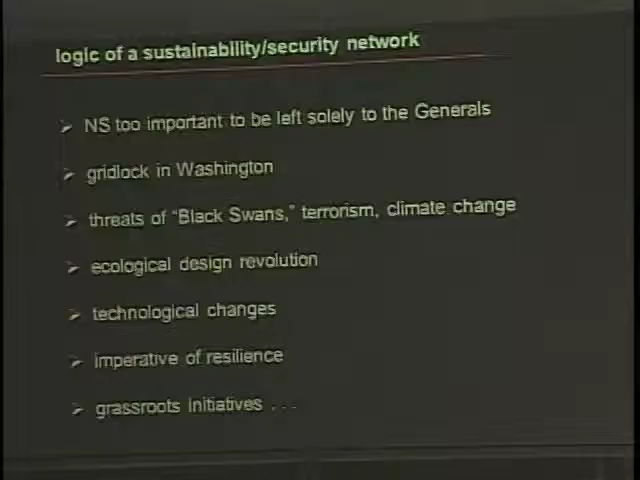 logic of a sustainability/security network
➢ NS too important to be left solely to the Generals
➢ gridlock in Washington
➢ threats of “Black Swans,” terrorism, climate change
➢ ecological design revolution
➢ technological changes
➢ imperative of resilience
➢ grassroots initiatives . . .